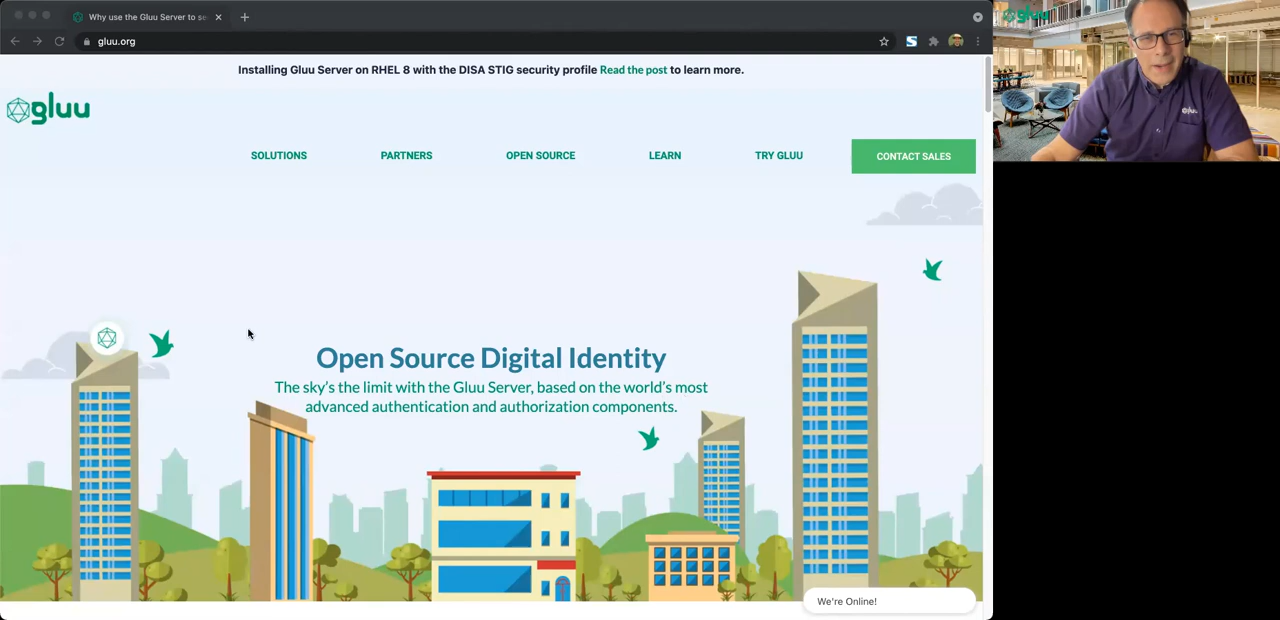 Why use the Gluu Server to se
gluu.org
Installing Gluu Server on RHEL 8 with the DISA STIG security profile Read the post to learn more.
gluu
SOLUTIONS
PARTNERS
OPEN SOURCE
LEARN
TRY GLUU
CONTACT SALES
Open Source Digital Identity
The sky's the limit with the Gluu Server, based on the world's most
advanced authentication and authorization components.
We're Online!
gluu
gluu